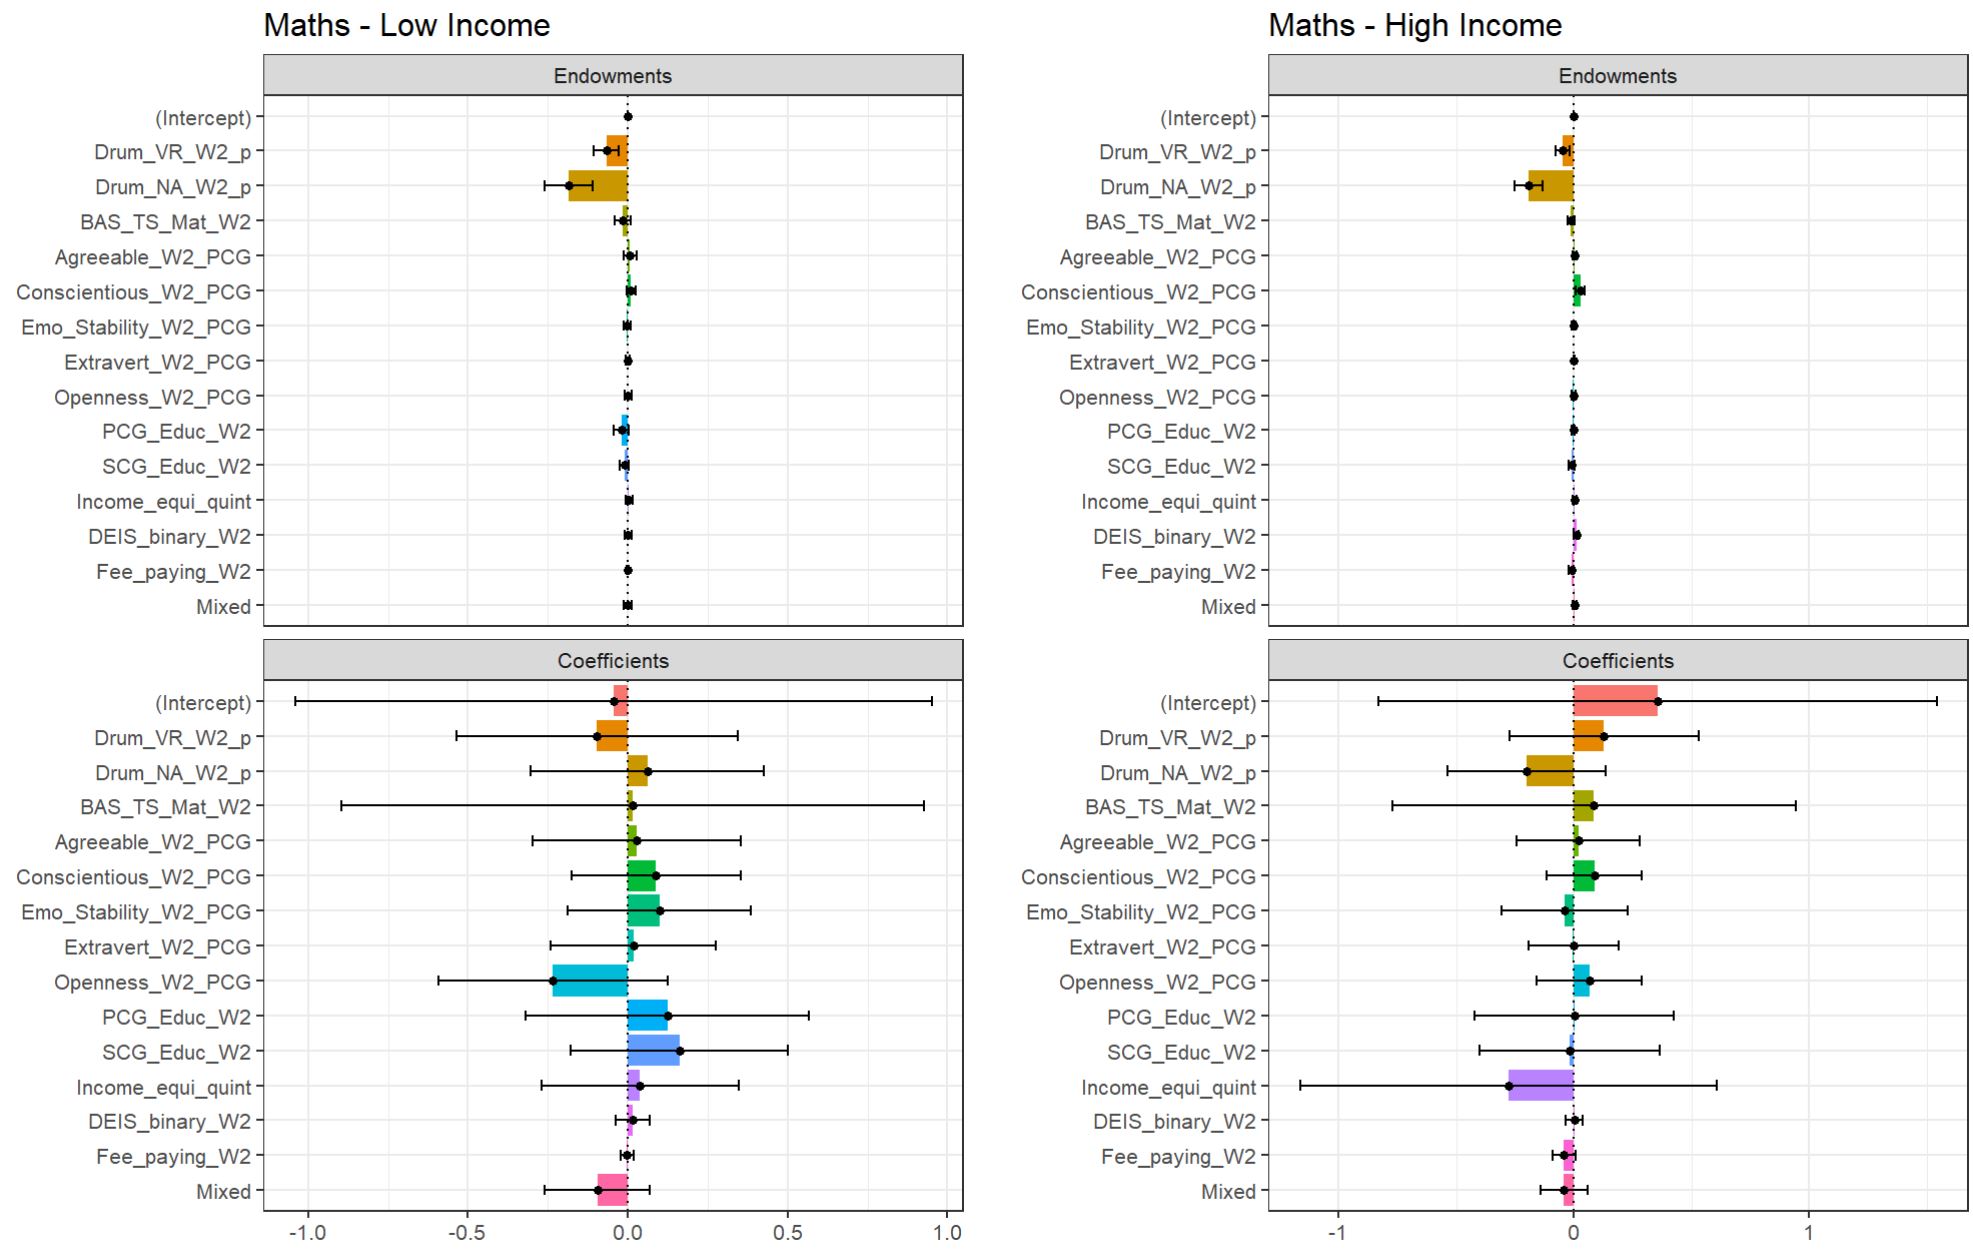 Maths - Low Income
Endowments
(Intercept)
Drum_VR_W2_p
Drum_NA_W2_p
BAS_TS_Mat_W2
Agreeable_W2_PCG
Conscientious_W2_PCG
Emo_Stability_W2_PCG
Extravert_W2_PCG
Openness_W2_PCG
PCG_Educ_W2
SCG_Educ_W2
Income_equi_quint
DEIS_binary_W2
Fee_paying_W2
Mixed
Coefficients
(Intercept)
Drum_VR_W2_p
Drum_NA_W2_p
BAS_TS_Mat_W2
Agreeable_W2_PCG
Conscientious_W2_PCG
Emo_Stability_W2_PCG
Extravert_W2_PCG
Openness_W2_PCG
PCG_Educ_W2
SCG_Educ_W2
Income_equi_quint
DEIS_binary_W2
Fee_paying_W2
Mixed
-1.0 -0.5 0.0 0.5 1.0
Maths - High Income
Endowments
(Intercept)
Drum_VR_W2_p
Drum_NA_W2_p
BAS_TS_Mat_W2
Agreeable_W2_PCG
Conscientious_W2_PCG
Emo_Stability_W2_PCG
Extravert_W2_PCG
Openness_W2_PCG
PCG_Educ_W2
SCG_Educ_W2
Income_equi_quint
DEIS_binary_W2
Fee_paying_W2
Mixed
Coefficients
(Intercept)
Drum_VR_W2_p
Drum_NA_W2_p
BAS_TS_Mat_W2
Agreeable_W2_PCG
Conscientious_W2_PCG
Emo_Stability_W2_PCG
Extravert_W2_PCG
Openness_W2_PCG
PCG_Educ_W2
SCG_Educ_W2
Income_equi_quint
DEIS_binary_W2
Fee_paying_W2
Mixed
-1 0 1